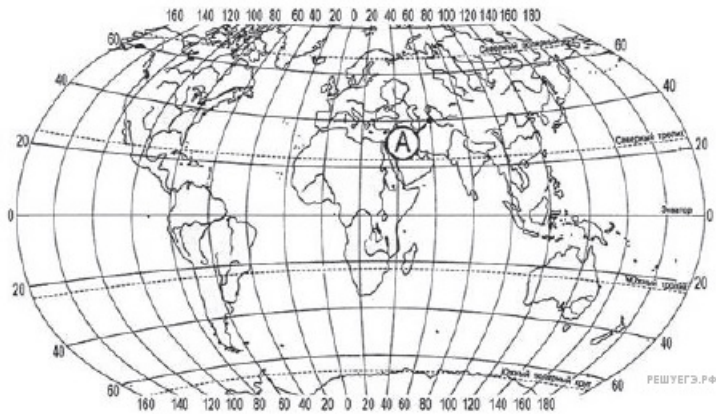 160 140 120 100 80 60 40 20 0 20 40 60 80 100 120 140 160 180
60 Северный полярный круг 60
40 40
Северный тропик
20 20
А
0 Экватор 0
20 Южный тропик 20
40 40
Южный полярный круг
60 60
РЕШУЕГЭ.РФ
160 140 120 100 80 60 40 20 0 20 40 60 80 100 120 140 160 180